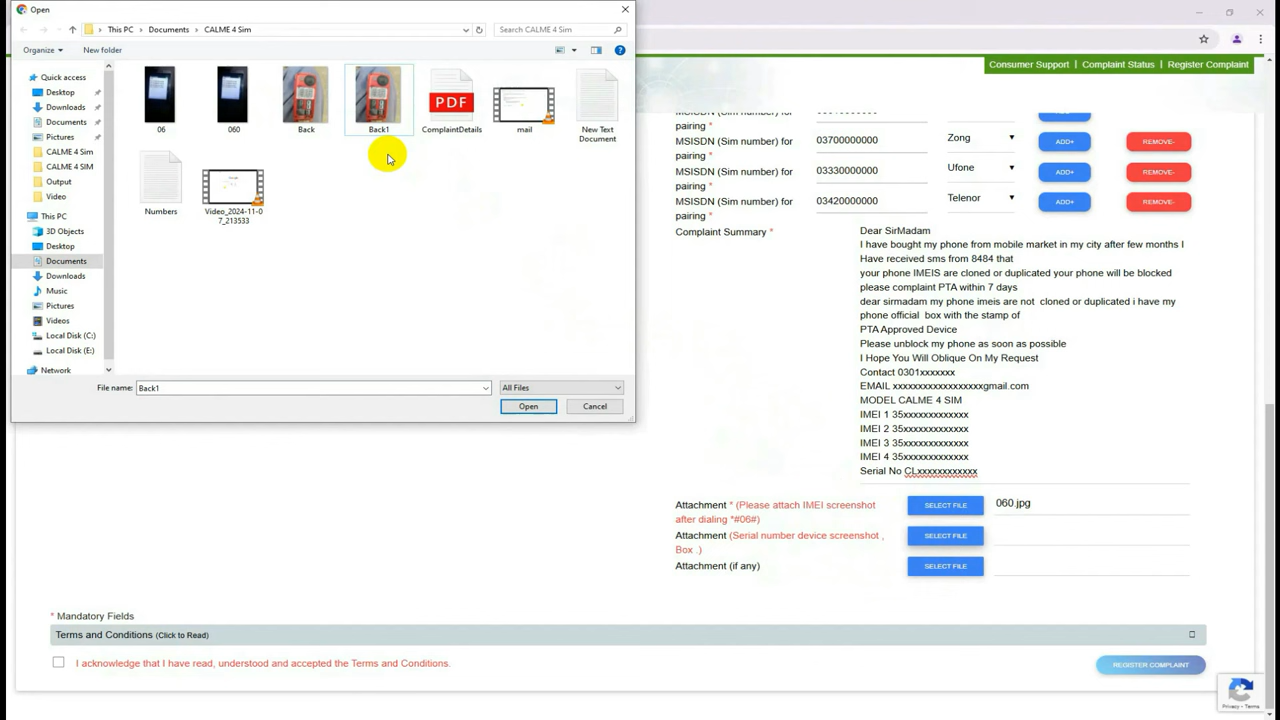 Open
This PC > Documents > CALME 4 Sim
Search CALME 4 Sim
Organize
New folder
Quick access
Desktop
Downloads
Documents
Pictures
CALME 4 Sim
CALME 4 SIM
Output
Video
This PC
3D Objects
Desktop
Documents
Downloads
Music
Pictures
Videos
Local Disk (C:)
Local Disk (E:)
Network
06
060
Back
Back1
PDF
ComplaintDetails
mail
New Text
Document
Numbers
Video_2024-11-0
7_213533
File name:
Back1
All Files
Open
Cancel
Consumer Support | Complaint Status | Register Complaint
pairing *
MSISDN (Sim number) for
pairing *
03700000000
Zong
ADD+
REMOVE-
MSISDN (Sim number) for
pairing *
03330000000
Ufone
ADD+
REMOVE-
MSISDN (Sim number) for
pairing *
03420000000
Telenor
ADD+
REMOVE-
Complaint Summary *
Dear SirMadam
I have bought my phone from mobile market in my city after few months I
Have received sms from 8484 that
your phone IMEIS are cloned or duplicated your phone will be blocked
please complaint PTA within 7 days
dear sirmadam my phone imeis are not cloned or duplicated i have my
phone official box with the stamp of
PTA Approved Device
Please unblock my phone as soon as possible
I Hope You Will Oblique On My Request
Contact 0301xxxxxxx
EMAIL xxxxxxxxxxxxxxxxxgmail.com
MODEL CALME 4 SIM
IMEI 1 35xxxxxxxxxxxxx
IMEI 2 35xxxxxxxxxxxxx
IMEI 3 35xxxxxxxxxxxxx
IMEI 4 35xxxxxxxxxxxxx
Serial No CLxxxxxxxxxxxx
Attachment * (Please attach IMEI screenshot
after dialing *#06#)
SELECT FILE
060.jpg
Attachment (Serial number device screenshot ,
Box .)
SELECT FILE
Attachment (if any)
SELECT FILE
* Mandatory Fields
Terms and Conditions (Click to Read)
I acknowledge that I have read, understood and accepted the Terms and Conditions.
REGISTER COMPLAINT
Privacy - Terms